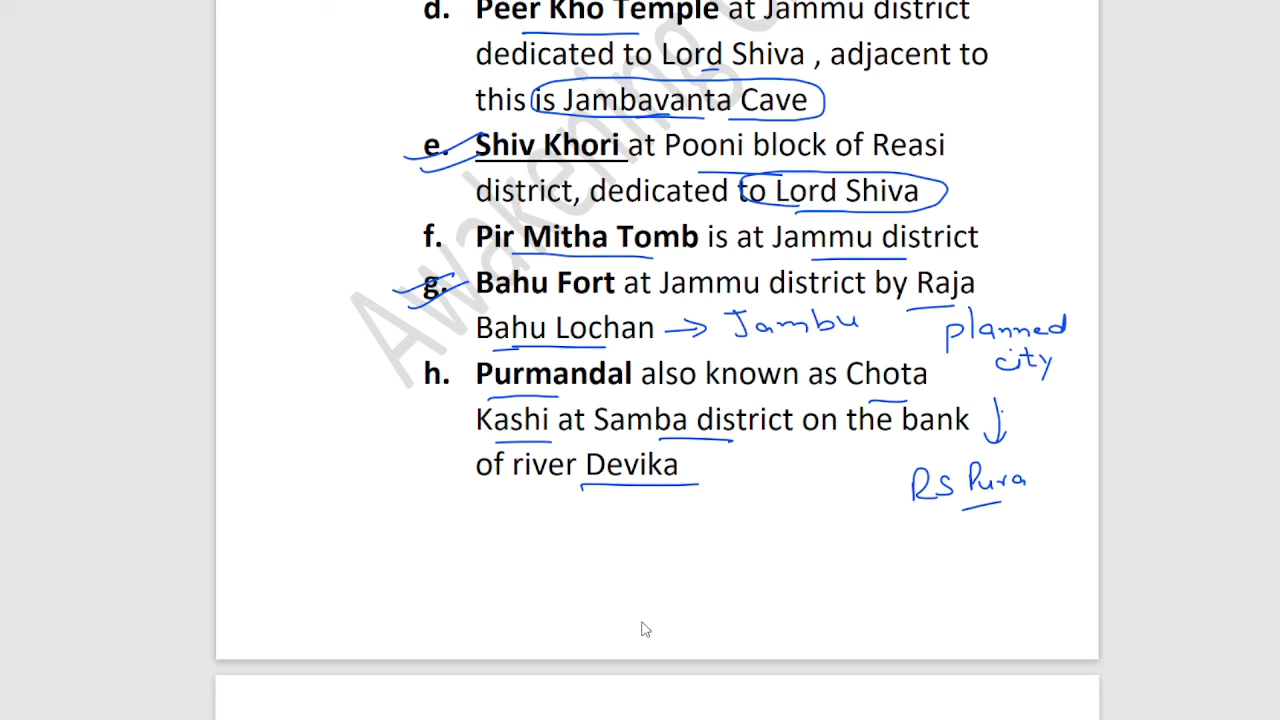 d. Peer Kho Temple at Jammu district
dedicated to Lord Shiva , adjacent to
this is Jambavanta Cave
e. Shiv Khori at Pooni block of Reasi
district, dedicated to Lord Shiva
f. Pir Mitha Tomb is at Jammu district
g. Bahu Fort at Jammu district by Raja
Bahu Lochan → Jambu
planned
city
h. Purmandal also known as Chota
Kashi at Samba district on the bank
of river Devika
RS Pura
Awakening